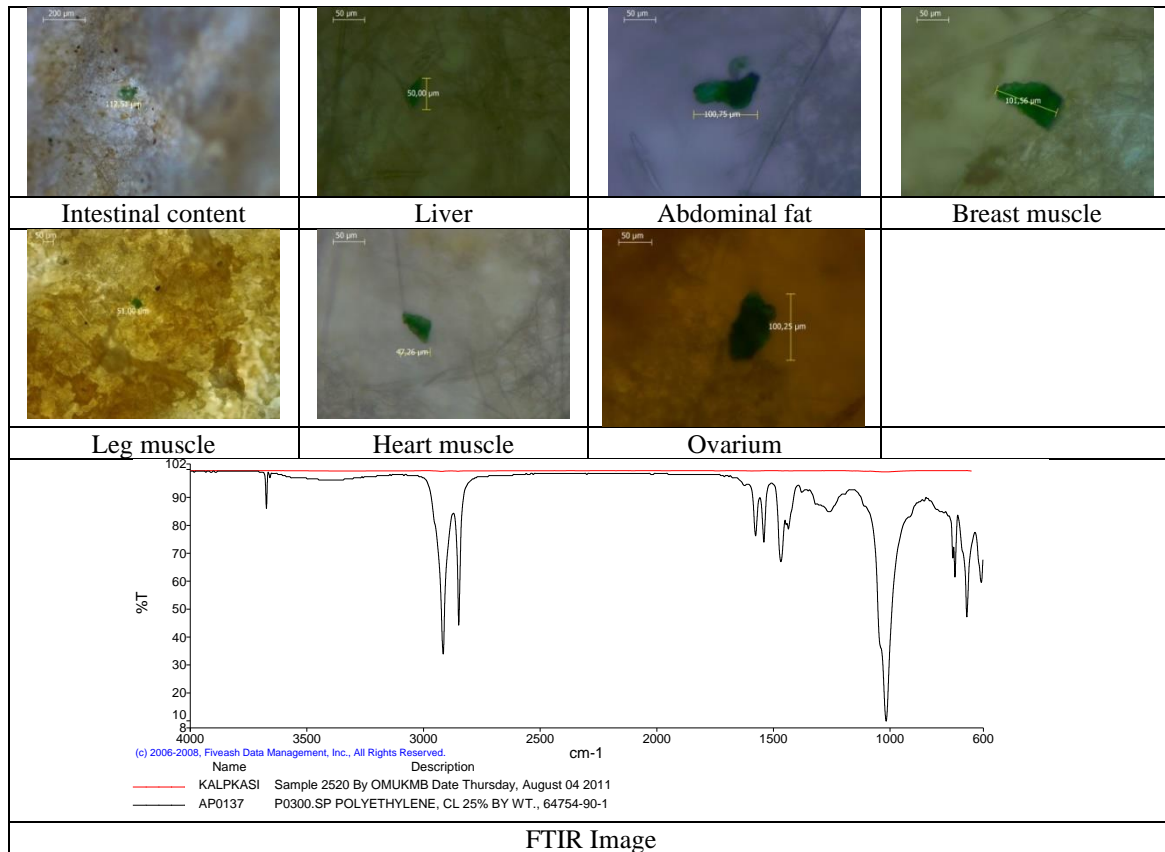 200 µm
117,57 µm
Intestinal content
50 µm
50,00 µm
Liver
50 µm
100,75 µm
Abdominal fat
50 µm
101,56 µm
Breast muscle
50 µm
51,00 µm
Leg muscle
50 µm
47,26 µm
Heart muscle
50 µm
100,25 µm
Ovarium
102
90
80
70
60
50
40
30
20
10
8
%T
4000 3500 3000 2500 2000 1500 1000 600
cm-1
(c) 2006-2008, Fiveash Data Management, Inc., All Rights Reserved.
Name Description
KALPKASI Sample 2520 By OMUKMB Date Thursday, August 04 2011
AP0137 P0300.SP POLYETHYLENE, CL 25% BY WT., 64754-90-1
FTIR Image